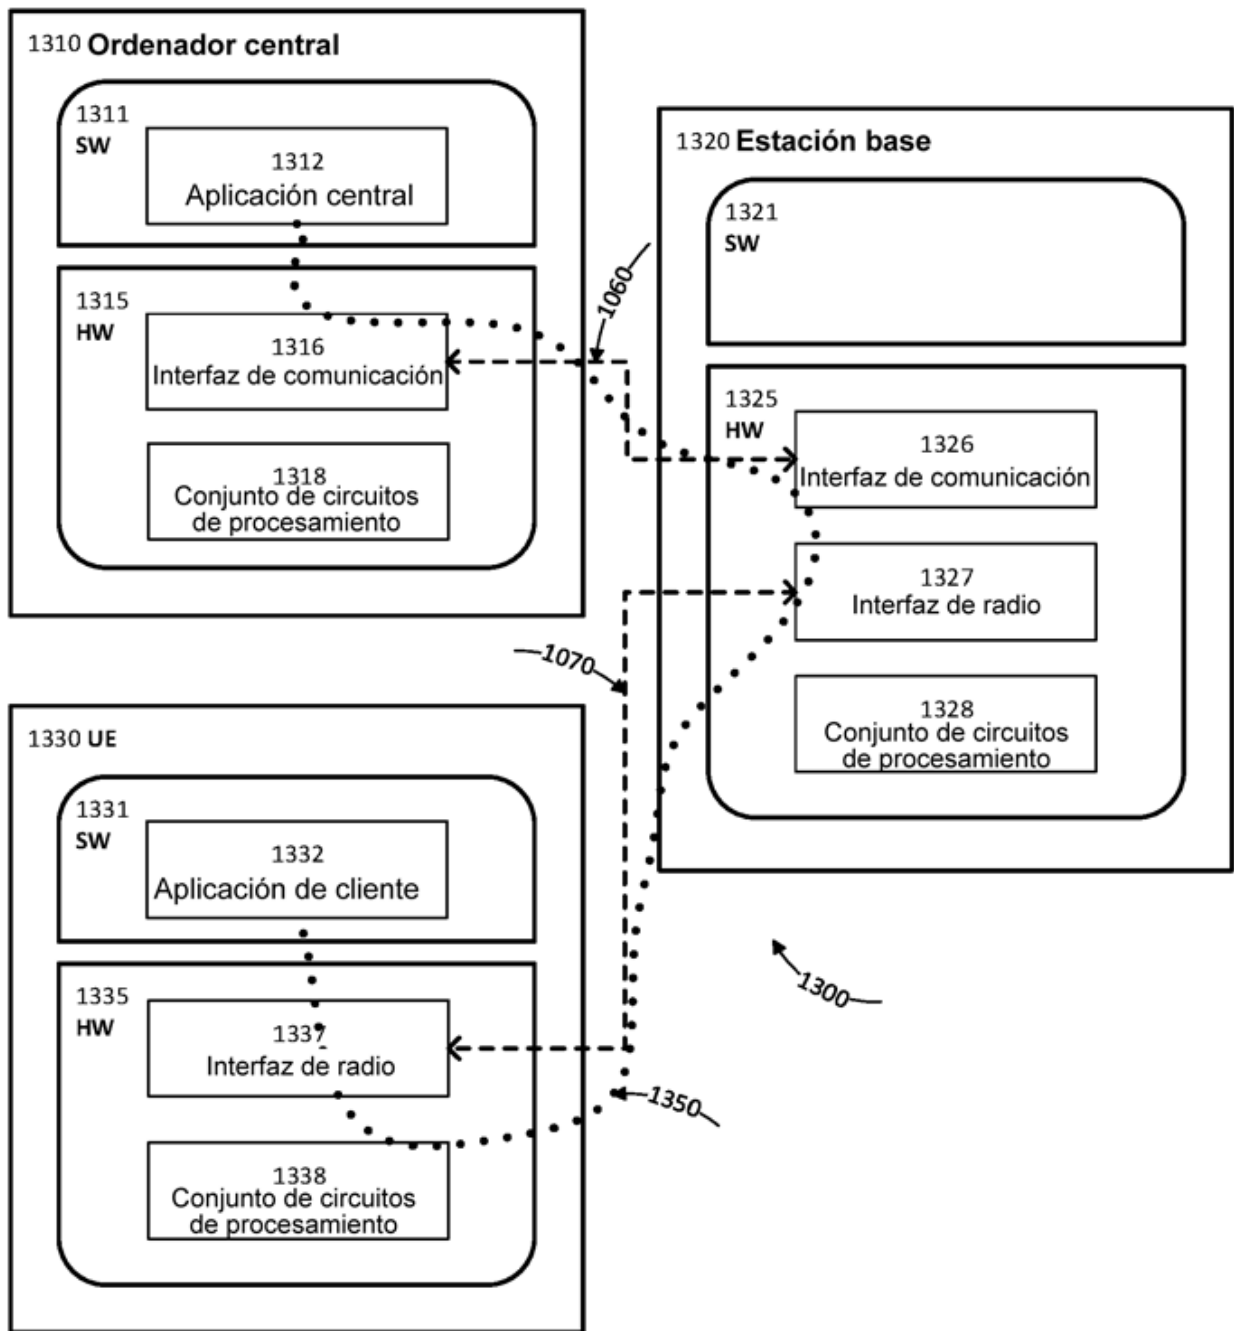 1310 Ordenador central
1311
SW
1312
Aplicación central
1315
HW
1316
Interfaz de comunicación
1318
Conjunto de circuitos
de procesamiento
1060
1320 Estación base
1321
SW
1325
HW
1326
Interfaz de comunicación
1327
Interfaz de radio
1328
Conjunto de circuitos
de procesamiento
1070
1330 UE
1331
SW
1332
Aplicación de cliente
1335
HW
1337
Interfaz de radio
1338
Conjunto de circuitos
de procesamiento
1300
1350